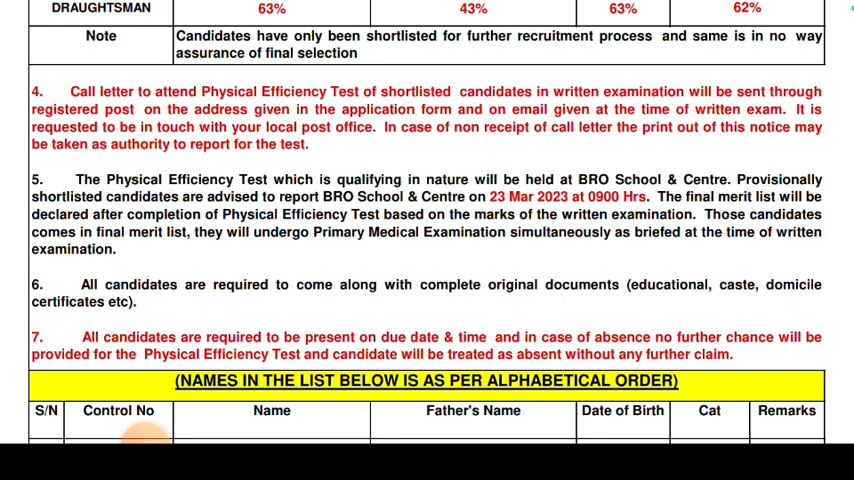 DRAUGHTSMAN 63% 43% 63% 62%
Note Candidates have only been shortlisted for further recruitment process and same is in no way
assurance of final selection
4. Call letter to attend Physical Efficiency Test of shortlisted candidates in written examination will be sent through
registered post on the address given in the application form and on email given at the time of written exam. It is
requested to be in touch with your local post office. In case of non receipt of call letter the print out of this notice may
be taken as authority to report for the test.
5. The Physical Efficiency Test which is qualifying in nature will be held at BRO School & Centre. Provisionally
shortlisted candidates are advised to report BRO School & Centre on 23 Mar 2023 at 0900 Hrs. The final merit list will be
declared after completion of Physical Efficiency Test based on the marks of the written examination. Those candidates
comes in final merit list, they will undergo Primary Medical Examination simultaneously as briefed at the time of written
examination.
6. All candidates are required to come along with complete original documents (educational, caste, domicile
certificates etc).
7. All candidates are required to be present on due date & time and in case of absence no further chance will be
provided for the Physical Efficiency Test and candidate will be treated as absent without any further claim.
(NAMES IN THE LIST BELOW IS AS PER ALPHABETICAL ORDER)
S/N Control No Name Father's Name Date of Birth Cat Remarks